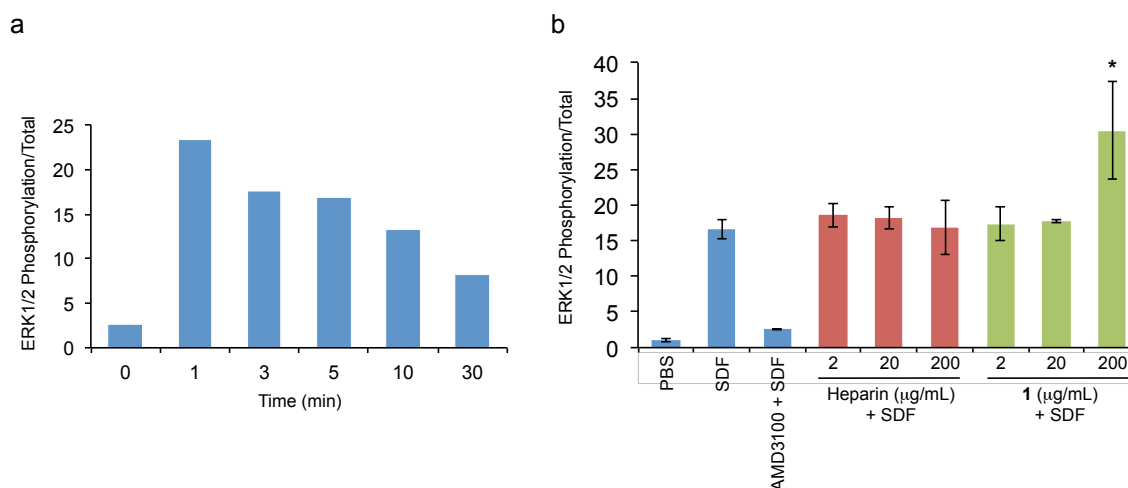 a
ERK1/2 Phosphorylation/Total
25
20
15
10
5
0
0 1 3 5 10 30
Time (min)
b
ERK1/2 Phosphorylation/Total
40
35
30
25
20
15
10
5
0
*
PBS
SDF
AMD3100 + SDF
2 20 200
Heparin (μg/mL)
+ SDF
2 20 200
1 (μg/mL)
+ SDF